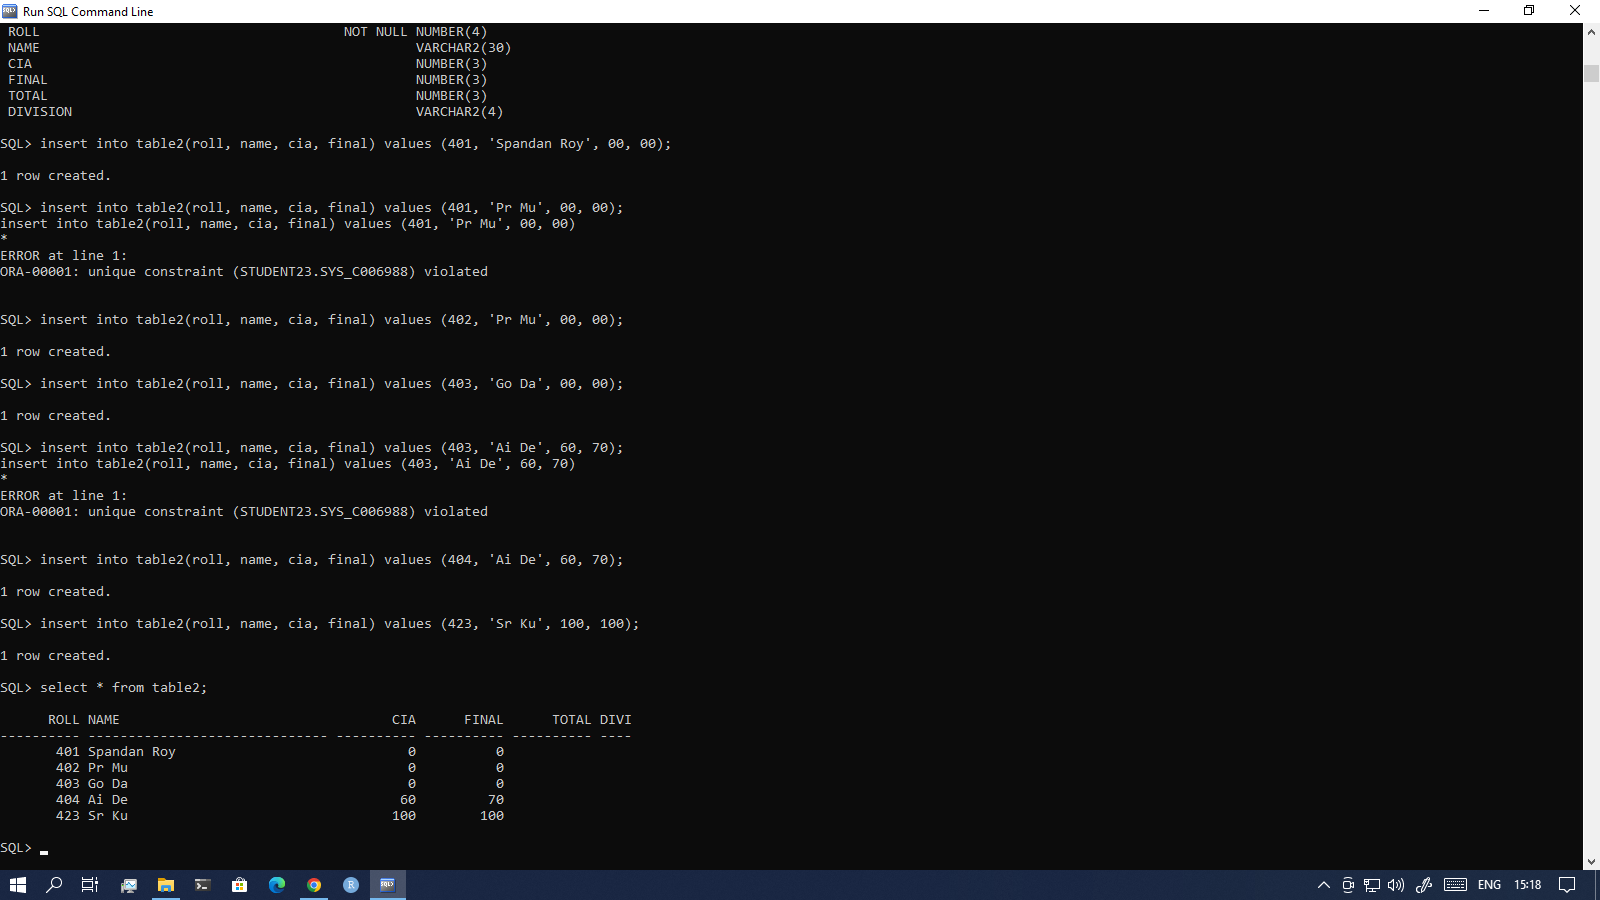 Run SQL Command Line
ROLL NOT NULL NUMBER(4)
NAME VARCHAR2(30)
CIA NUMBER(3)
FINAL NUMBER(3)
TOTAL NUMBER(3)
DIVISION VARCHAR2(4)
SQL> insert into table2(roll, name, cia, final) values (401, 'Spandan Roy', 00, 00);
1 row created.
SQL> insert into table2(roll, name, cia, final) values (401, 'Pr Mu', 00, 00);
insert into table2(roll, name, cia, final) values (401, 'Pr Mu', 00, 00)
*
ERROR at line 1:
ORA-00001: unique constraint (STUDENT23.SYS_C006988) violated
SQL> insert into table2(roll, name, cia, final) values (402, 'Pr Mu', 00, 00);
1 row created.
SQL> insert into table2(roll, name, cia, final) values (403, 'Go Da', 00, 00);
1 row created.
SQL> insert into table2(roll, name, cia, final) values (403, 'Ai De', 60, 70);
insert into table2(roll, name, cia, final) values (403, 'Ai De', 60, 70)
*
ERROR at line 1:
ORA-00001: unique constraint (STUDENT23.SYS_C006988) violated
SQL> insert into table2(roll, name, cia, final) values (404, 'Ai De', 60, 70);
1 row created.
SQL> insert into table2(roll, name, cia, final) values (423, 'Sr Ku', 100, 100);
1 row created.
SQL> select * from table2;
ROLL NAME CIA FINAL TOTAL DIVI
---------- ------------------------------ ---------- ---------- ---------- ----
401 Spandan Roy 0 0
402 Pr Mu 0 0
403 Go Da 0 0
404 Ai De 60 70
423 Sr Ku 100 100
SQL>
ENG 15:18